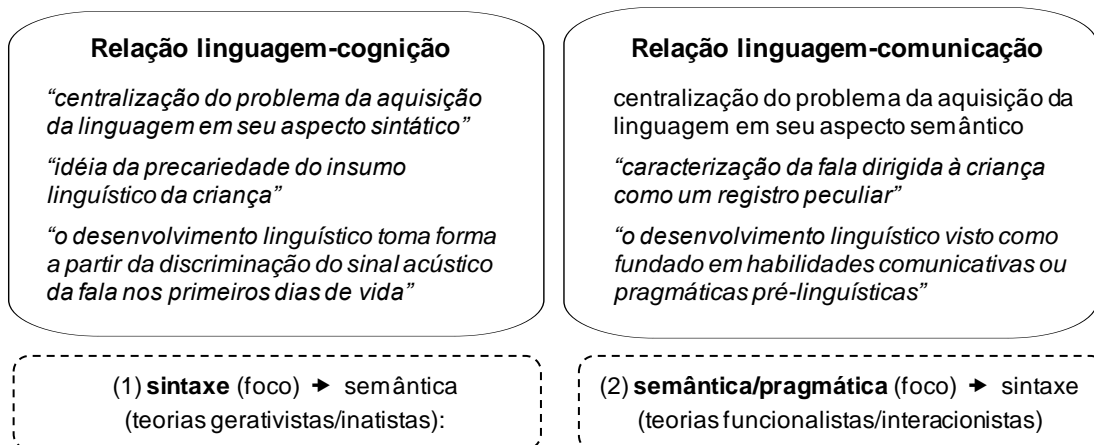 Relação linguagem-cognição
“centralização do problema da aquisição
da linguagem em seu aspecto sintático”
“idéia da precariedade do insumo
linguístico da criança”
“o desenvolvimento linguístico toma forma
a partir da discriminação do sinal acústico
da fala nos primeiros dias de vida”
(1) sintaxe (foco) → semântica
(teorias gerativistas/inatistas):
Relação linguagem-comunicação
centralização do problema da aquisição da
linguagem em seu aspecto semântico
“caracterização da fala dirigida à criança
como um registro peculiar”
“o desenvolvimento linguístico visto como
fundado em habilidades comunicativas ou
pragmáticas pré-linguísticas”
(2) semântica/pragmática (foco) → sintaxe
(teorias funcionalistas/interacionistas)